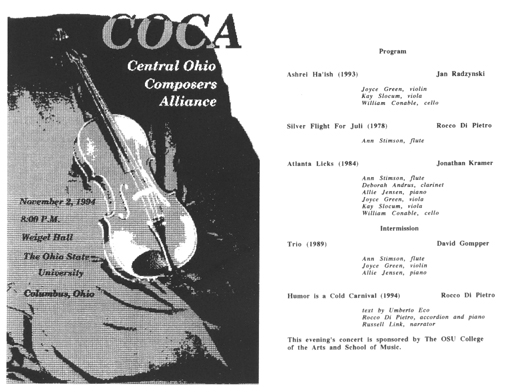 COCA
Central Ohio
Composers
Alliance
November 2, 1994
8:00 P.M.
Weigel Hall
The Ohio State
University
Columbus, Ohio
Program
Ashrei Ha'ish (1993) Jan Radzynski
Joyce Green, violin
Kay Slocum, viola
William Conable, cello
Silver Flight For Juli (1978) Rocco Di Pietro
Ann Stimson, flute
Atlanta Licks (1984) Jonathan Kramer
Ann Stimson, flute
Deborah Andrus, clarinet
Allie Jensen, piano
Joyce Green, violin
Kay Slocum, viola
William Conable, cello
Intermission
Trio (1989) David Gompper
Ann Stimson, flute
Joyce Green, violin
Allie Jensen, piano
Humor is a Cold Carnival (1994) Rocco Di Pietro
text by Umberto Eco
Rocco Di Pietro, accordion and piano
Russell Link, narrator
This evening's concert is sponsored by The OSU College
of the Arts and School of Music.